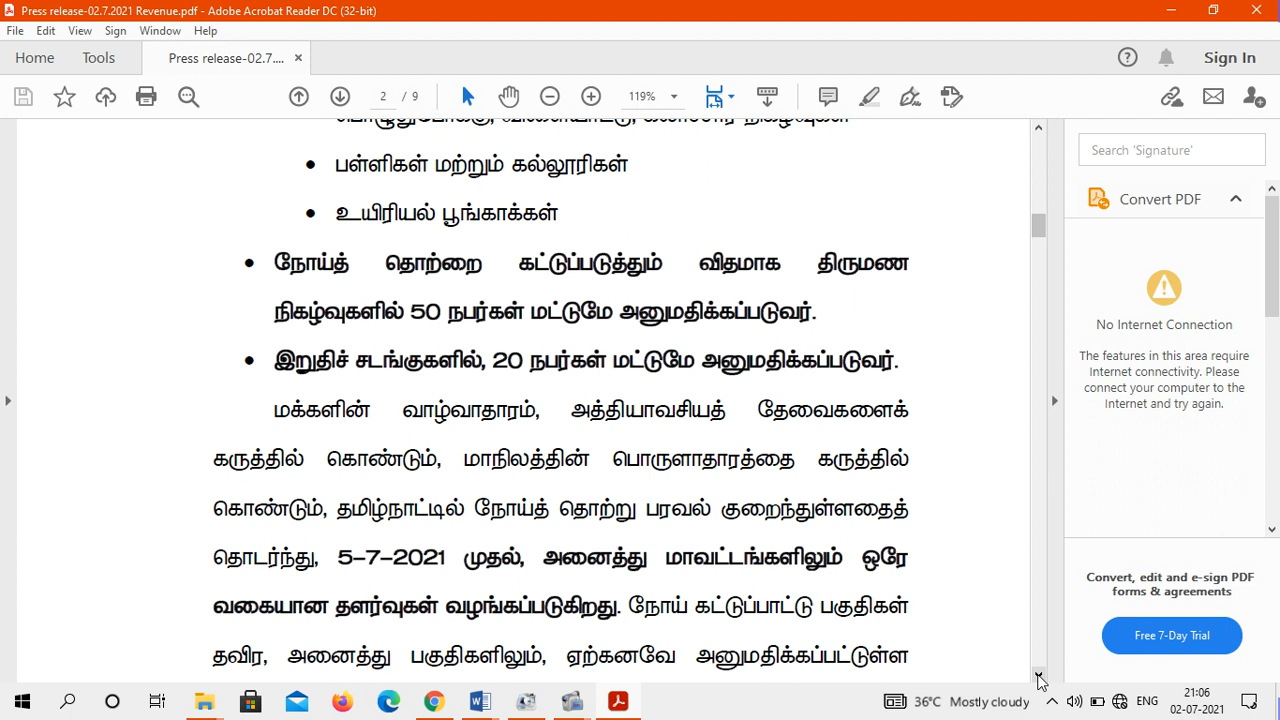 Press release-02.7.2021 Revenue.pdf - Adobe Acrobat Reader DC (32-bit)
File Edit View Sign Window Help
Home Tools Press release-02.7.... × Sign In
2 / 9 119%
பொழுதுபோக்கு, விளையாட்டு, கலாச்சார நிகழ்வுகள்
• பள்ளிகள் மற்றும் கல்லூரிகள்
• உயிரியல் பூங்காக்கள்
• நோய்த் தொற்றை கட்டுப்படுத்தும் விதமாக திருமண
நிகழ்வுகளில் 50 நபர்கள் மட்டுமே அனுமதிக்கப்படுவர்.
• இறுதிச் சடங்குகளில், 20 நபர்கள் மட்டுமே அனுமதிக்கப்படுவர்.
மக்களின் வாழ்வாதாரம், அத்தியாவசியத் தேவைகளைக்
கருத்தில் கொண்டும், மாநிலத்தின் பொருளாதாரத்தை கருத்தில்
கொண்டும், தமிழ்நாட்டில் நோய்த் தொற்று பரவல் குறைந்துள்ளதைத்
தொடர்ந்து, 5-7-2021 முதல், அனைத்து மாவட்டங்களிலும் ஒரே
வகையான தளர்வுகள் வழங்கப்படுகிறது. நோய் கட்டுப்பாட்டு பகுதிகள்
தவிர, அனைத்து பகுதிகளிலும், ஏற்கனவே அனுமதிக்கப்பட்டுள்ள
Search 'Signature'
Convert PDF
No Internet Connection
The features in this area require
Internet connectivity. Please
connect your computer to the
Internet and try again.
Convert, edit and e-sign PDF
forms & agreements
Free 7-Day Trial
36°C Mostly cloudy ENG 21:06
02-07-2021